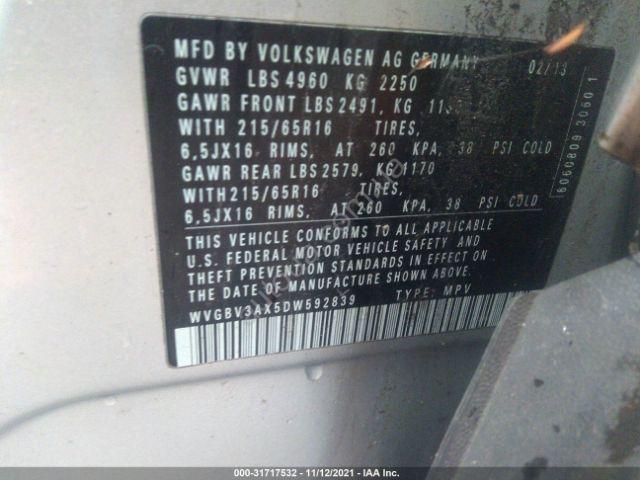 MFD BY VOLKSWAGEN AG GERMANY 02/13
GVWR LBS 4960 KG 2250
GAWR FRONT LBS 2491, KG
WITH 215/65R16 TIRES,
6,5JX16 RIMS, AT 260 KPA, 38 PSI COLD
GAWR REAR LBS 2579, KG 1170
WITH 215/65R16 TIRES,
6,5JX16 RIMS, AT 260 KPA, 38 PSI COLD
THIS VEHICLE CONFORMS TO ALL APPLICABLE
U.S. FEDERAL MOTOR VEHICLE SAFETY AND
THEFT PREVENTION STANDARDS IN EFFECT ON
THE DATE OF MANUFACTURE SHOWN ABOVE.
WVGBV3AX5DW592839 TYPE: MPV
6060809 30601
000-31717532 - 11/12/2021 - IAA Inc.